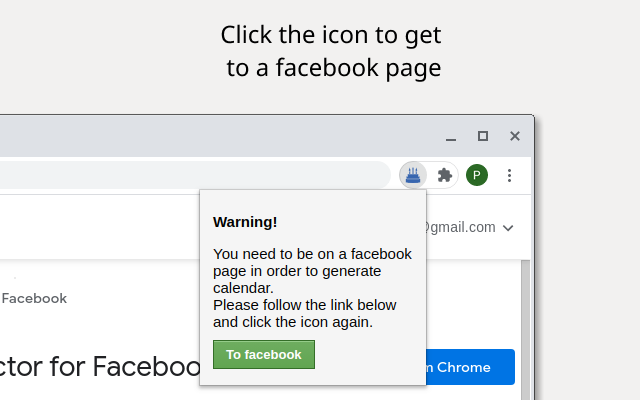 Click the icon to get
to a facebook page
P
@gmail.com
Warning!
You need to be on a facebook
page in order to generate
calendar.
Please follow the link below
and click the icon again.
To facebook
Facebook
for Facebook
Chrome